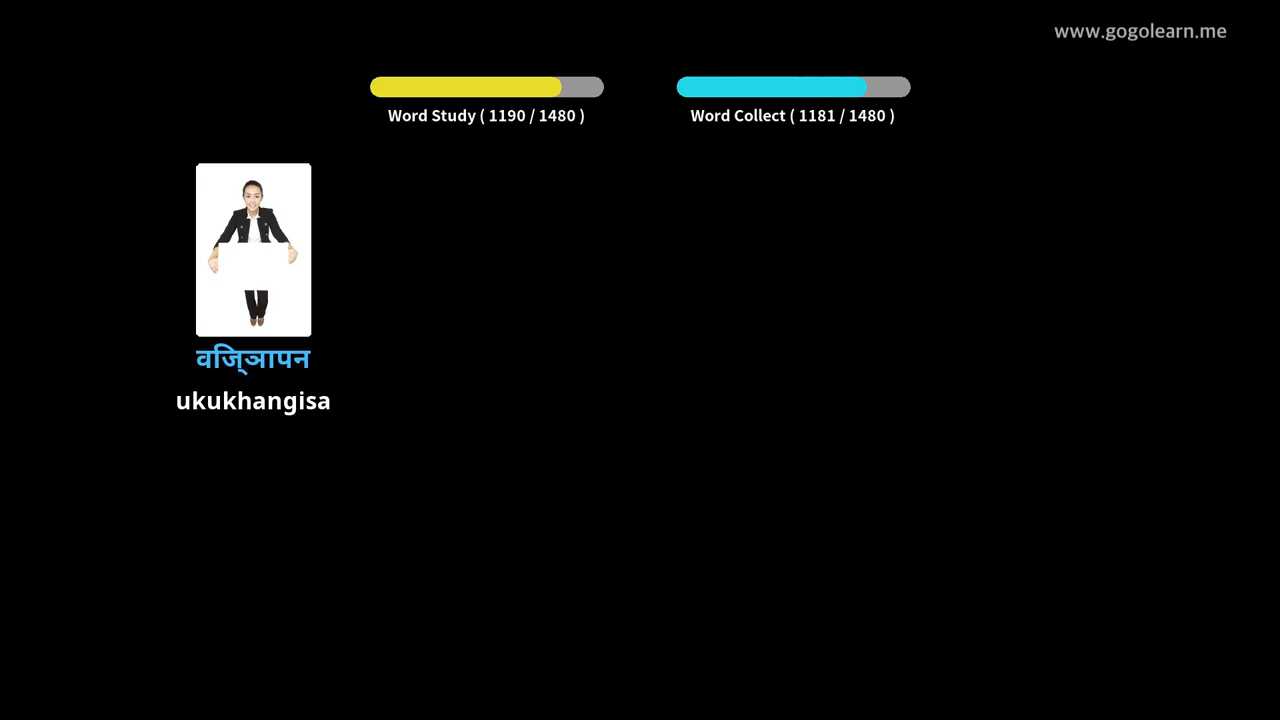 www.gogolearn.me
Word Study ( 1190 / 1480 )
Word Collect ( 1181 / 1480 )
विज्ञापन
ukukhangisa